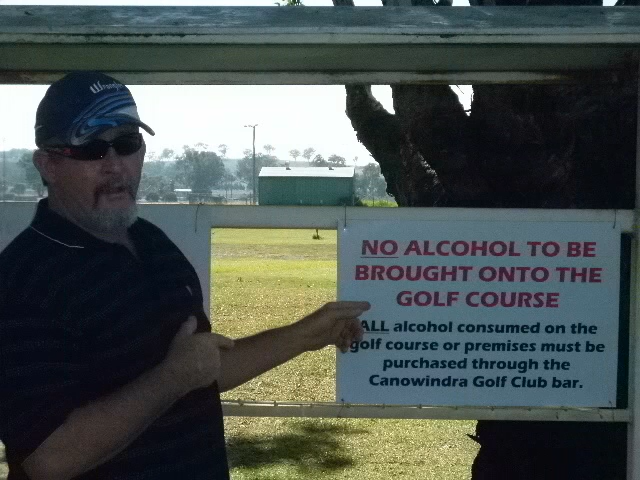 Wrangler
NO ALCOHOL TO BE
BROUGHT ONTO THE
GOLF COURSE
ALL alcohol consumed on the
golf course or premises must be
purchased through the
Canowindra Golf Club bar.